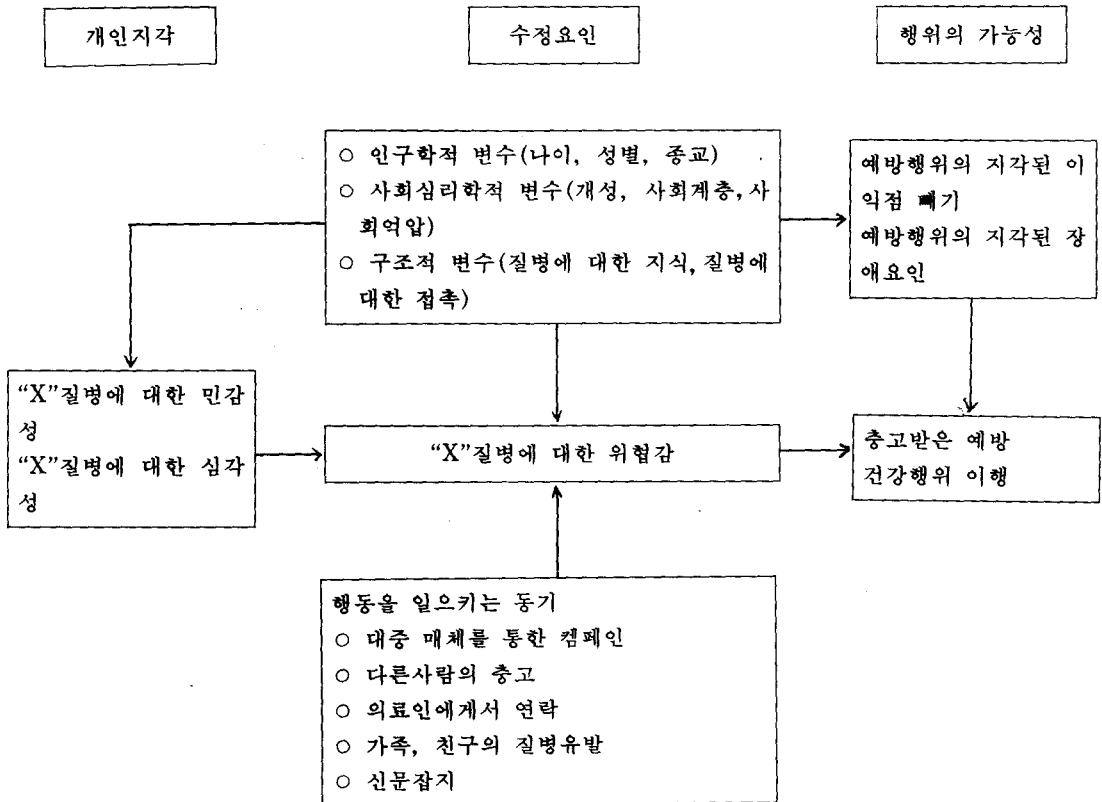 개인지각
수정요인
행위의 가능성
○ 인구학적 변수(나이, 성별, 종교)
○ 사회심리학적 변수(개성, 사회계층,사
회억압)
○ 구조적 변수(질병에 대한 지식,질병에
대한 접촉)
예방행위의 지각된 이
익점 빼기
예방행위의 지각된 장
애요인
“X”질병에 대한 민감
성
“X”질병에 대한 심각
성
“X”질병에 대한 위협감
충고받은 예방
건강행위 이행
행동을 일으키는 동기
○ 대중 매체를 통한 켐페인
○ 다른사람의 충고
○ 의료인에게서 연락
○ 가족, 친구의 질병유발
○ 신문잡지